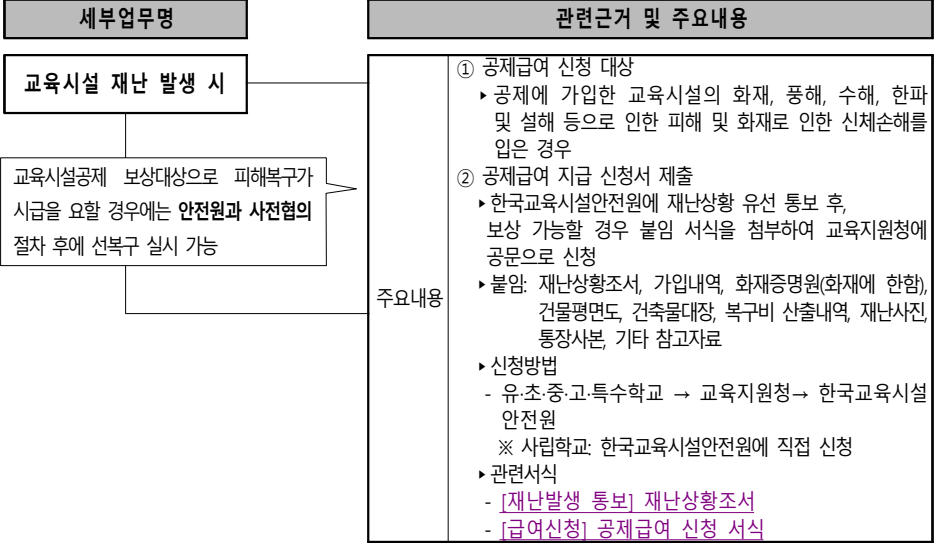 세부업무명
관련근거 및 주요내용
교육시설 재난 발생 시
교육시설공제 보상대상으로 피해복구가
시급을 요할 경우에는 안전원과 사전협의
절차 후에 선복구 실시 가능
주요내용
① 공제급여 신청 대상
▸공제에 가입한 교육시설의 화재, 풍해, 수해, 한파
및 설해 등으로 인한 피해 및 화재로 인한 신체손해를
입은 경우
② 공제급여 지급 신청서 제출
▸한국교육시설안전원에 재난상황 유선 통보 후,
보상 가능할 경우 붙임 서식을 첨부하여 교육지원청에
공문으로 신청
▸붙임: 재난상황조서, 가입내역, 화재증명원(화재에 한함),
건물평면도, 건축물대장, 복구비 산출내역, 재난사진,
통장사본, 기타 참고자료
▸신청방법
- 유·초·중·고·특수학교 → 교육지원청→ 한국교육시설
안전원
※ 사립학교: 한국교육시설안전원에 직접 신청
▸관련서식
- [재난발생 통보] 재난상황조서
- [급여신청] 공제급여 신청 서식